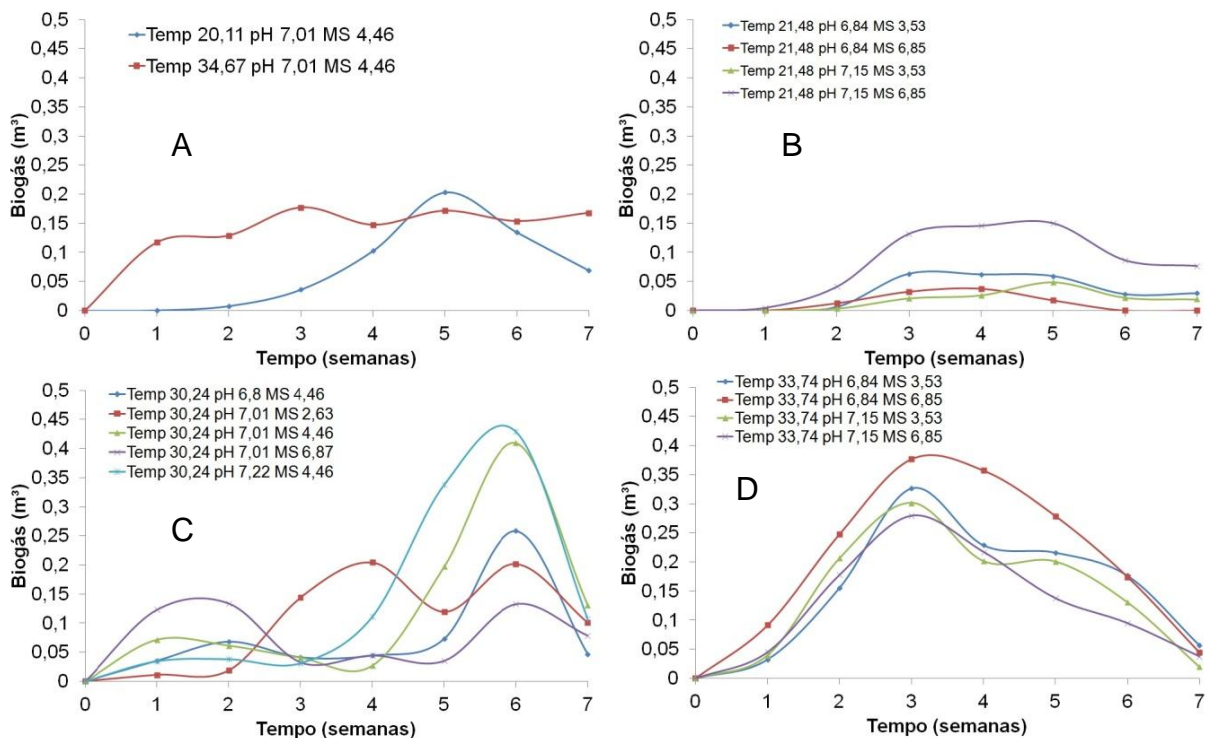 0,5
0,45
0,4
0,35
0,3
0,25
0,2
0,15
0,1
0,05
0
Biogás (m³)
Temp 20,11 pH 7,01 MS 4,46
Temp 34,67 pH 7,01 MS 4,46
A
0 1 2 3 4 5 6 7
Tempo (semanas)
0,5
0,45
0,4
0,35
0,3
0,25
0,2
0,15
0,1
0,05
0
Biogás (m³)
Temp 21,48 pH 6,84 MS 3,53
Temp 21,48 pH 6,84 MS 6,85
Temp 21,48 pH 7,15 MS 3,53
Temp 21,48 pH 7,15 MS 6,85
B
0 1 2 3 4 5 6 7
Tempo (semanas)
0,5
0,45
0,4
0,35
0,3
0,25
0,2
0,15
0,1
0,05
0
Biogás (m³)
Temp 30,24 pH 6,8 MS 4,46
Temp 30,24 pH 7,01 MS 2,63
Temp 30,24 pH 7,01 MS 4,46
Temp 30,24 pH 7,01 MS 6,87
Temp 30,24 pH 7,22 MS 4,46
C
0 1 2 3 4 5 6 7
Tempo (semanas)
0,5
0,45
0,4
0,35
0,3
0,25
0,2
0,15
0,1
0,05
0
Biogás (m³)
Temp 33,74 pH 6,84 MS 3,53
Temp 33,74 pH 6,84 MS 6,85
Temp 33,74 pH 7,15 MS 3,53
Temp 33,74 pH 7,15 MS 6,85
D
0 1 2 3 4 5 6 7
Tempo (semanas)